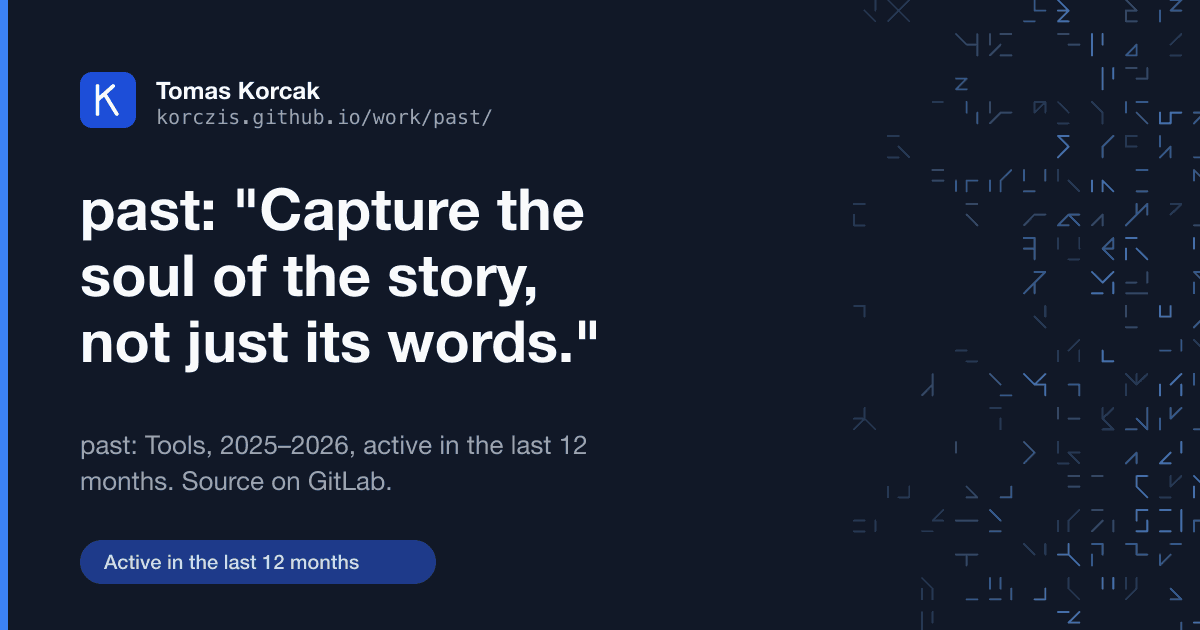 K
Tomas Korcak
korczis.github.io/work/past/
past: "Capture the
soul of the story,
not just its words."
past: Tools, 2025–2026, active in the last 12
months. Source on GitLab.
Active in the last 12 months